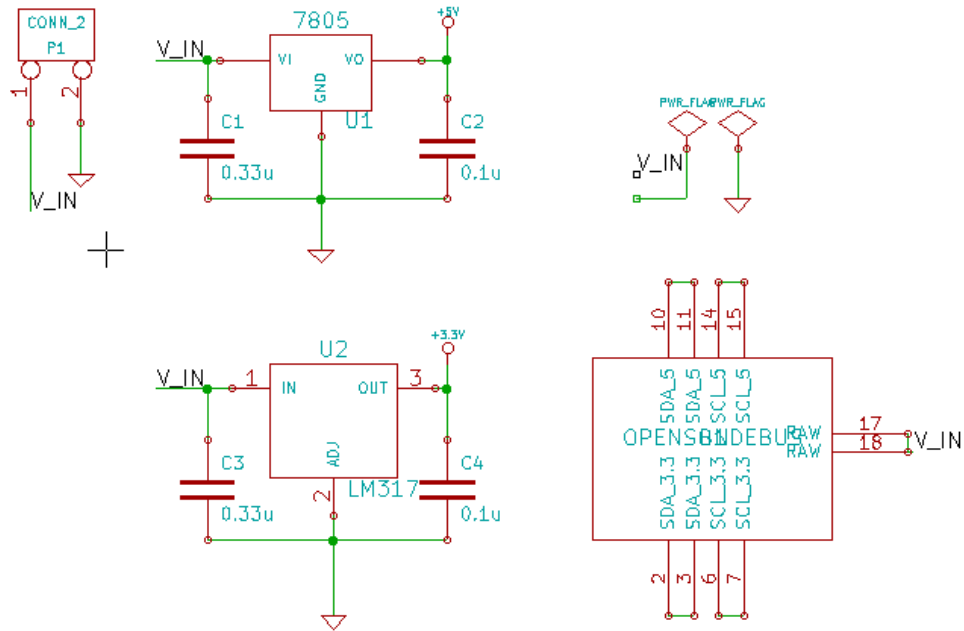 CONN_2
P1
1
2
V_IN
V_IN
7805
VI
VO
GND
U1
+5V
C1
0.33u
C2
0.1u
PWR_FLAG
PWR_FLAG
V_IN
V_IN
U2
1
IN
OUT
3
ADJ
2
LM317
+3.3V
C3
0.33u
C4
0.1u
10
11
14
15
SDA_5
SDA_5
SCL_5
SCL_5
RAW
17
RAW
18
V_IN
SDA_3.3
SDA_3.3
SCL_3.3
SCL_3.3
2
3
6
7